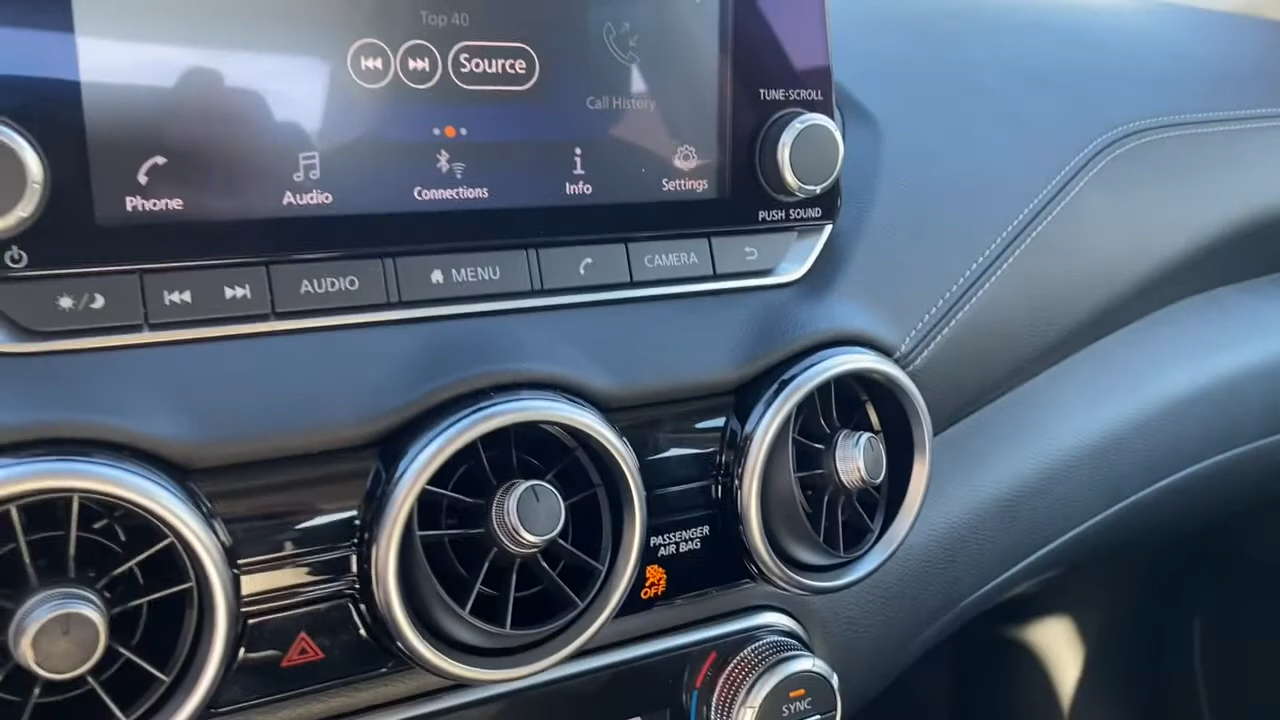 Top 40
Source
Call History
Phone
Audio
Connections
Info
Settings
TUNE·SCROLL
PUSH SOUND
AUDIO
MENU
CAMERA
PASSENGER
AIR BAG
OFF
SYNC